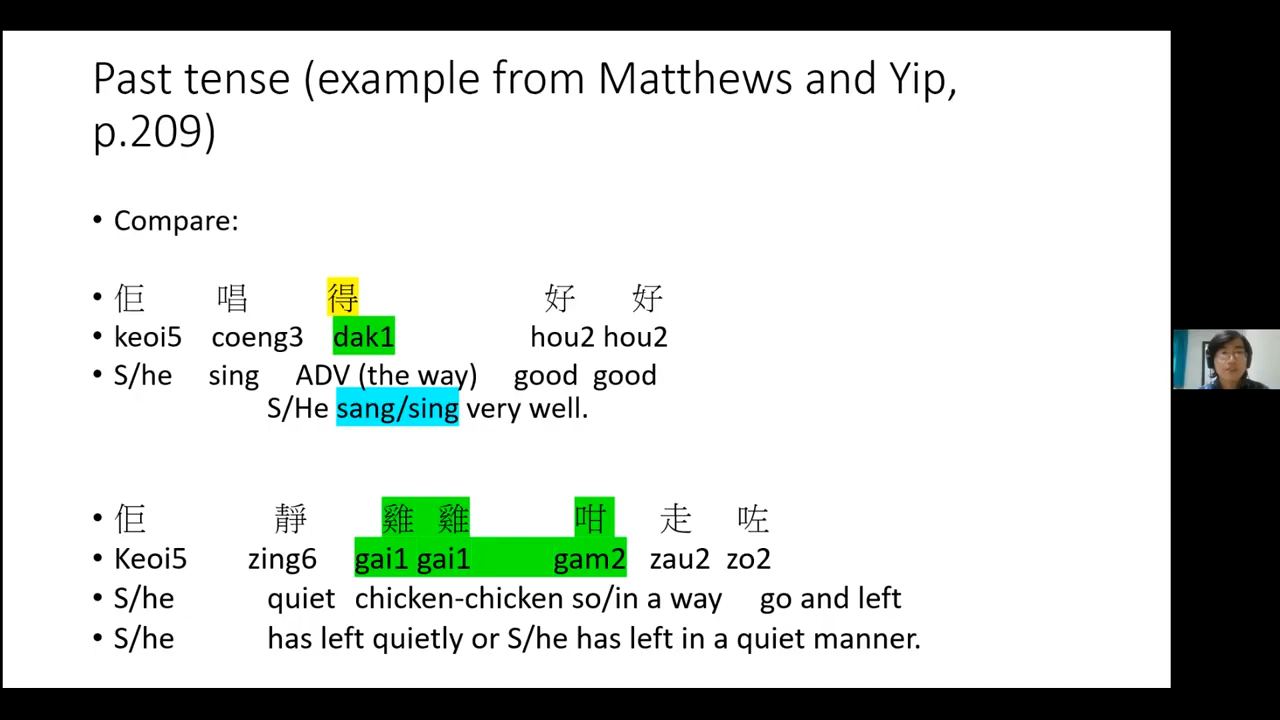 Past tense (example from Matthews and Yip,
p.209)
• Compare:
• 佢 唱 得 好 好
• keoi5 coeng3 dak1 hou2 hou2
• S/he sing ADV (the way) good good
S/He sang/sing very well.
• 佢 靜 雞 雞 咁 走 咗
• Keoi5 zing6 gai1 gai1 gam2 zau2 zo2
• S/he quiet chicken-chicken so/in a way go and left
• S/he has left quietly or S/he has left in a quiet manner.